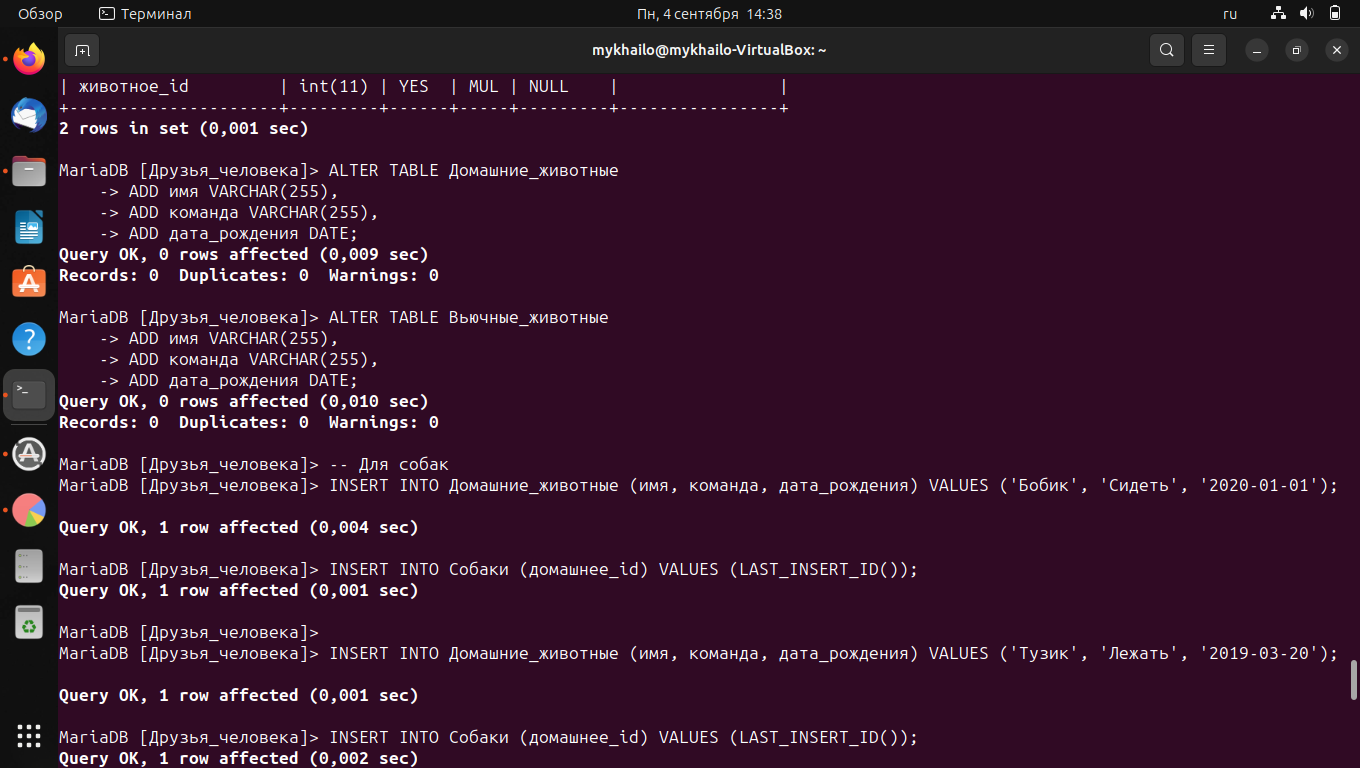 Обзор
Терминал
Пн, 4 сентября 14:38
ru
mykhailo@mykhailo-VirtualBox: ~
| животное_id         | int(11) | YES  | MUL | NULL    |                |
+---------------------+---------+------+-----+---------+----------------+
2 rows in set (0,001 sec)
MariaDB [Друзья_человека]> ALTER TABLE Домашние_животные
    -> ADD имя VARCHAR(255),
    -> ADD команда VARCHAR(255),
    -> ADD дата_рождения DATE;
Query OK, 0 rows affected (0,009 sec)
Records: 0  Duplicates: 0  Warnings: 0
MariaDB [Друзья_человека]> ALTER TABLE Вьючные_животные
    -> ADD имя VARCHAR(255),
    -> ADD команда VARCHAR(255),
    -> ADD дата_рождения DATE;
Query OK, 0 rows affected (0,010 sec)
Records: 0  Duplicates: 0  Warnings: 0
MariaDB [Друзья_человека]> -- Для собак
MariaDB [Друзья_человека]> INSERT INTO Домашние_животные (имя, команда, дата_рождения) VALUES ('Бобик', 'Сидеть', '2020-01-01');
Query OK, 1 row affected (0,004 sec)
MariaDB [Друзья_человека]> INSERT INTO Собаки (домашнее_id) VALUES (LAST_INSERT_ID());
Query OK, 1 row affected (0,001 sec)
MariaDB [Друзья_человека]>
MariaDB [Друзья_человека]> INSERT INTO Домашние_животные (имя, команда, дата_рождения) VALUES ('Тузик', 'Лежать', '2019-03-20');
Query OK, 1 row affected (0,001 sec)
MariaDB [Друзья_человека]> INSERT INTO Собаки (домашнее_id) VALUES (LAST_INSERT_ID());
Query OK, 1 row affected (0,002 sec)